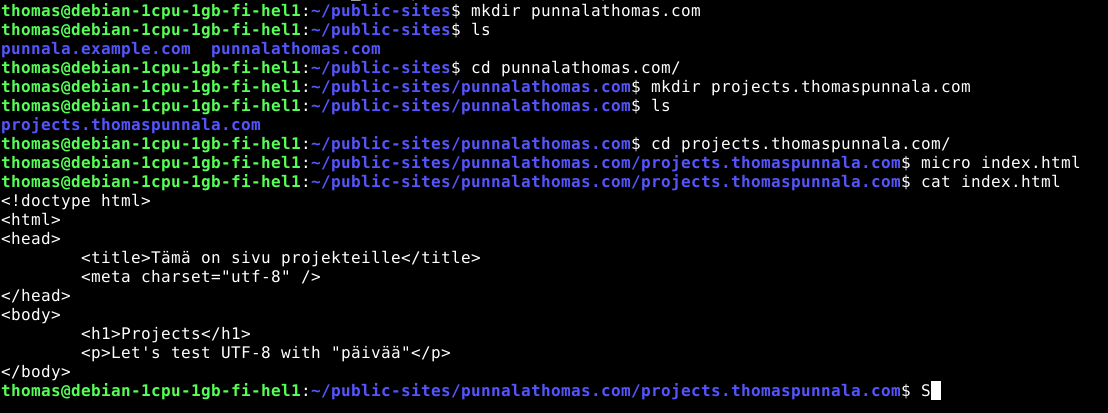 thomas@debian-1cpu-1gb-fi-hel1:~/public-sites$ mkdir punnalathomas.com
thomas@debian-1cpu-1gb-fi-hel1:~/public-sites$ ls
punnala.example.com  punnalathomas.com
thomas@debian-1cpu-1gb-fi-hel1:~/public-sites$ cd punnalathomas.com/
thomas@debian-1cpu-1gb-fi-hel1:~/public-sites/punnalathomas.com$ mkdir projects.thomaspunnala.com
thomas@debian-1cpu-1gb-fi-hel1:~/public-sites/punnalathomas.com$ ls
projects.thomaspunnala.com
thomas@debian-1cpu-1gb-fi-hel1:~/public-sites/punnalathomas.com$ cd projects.thomaspunnala.com/
thomas@debian-1cpu-1gb-fi-hel1:~/public-sites/punnalathomas.com/projects.thomaspunnala.com$ micro index.html
thomas@debian-1cpu-1gb-fi-hel1:~/public-sites/punnalathomas.com/projects.thomaspunnala.com$ cat index.html
<!doctype html>
<html>
<head>
        <title>Tämä on sivu projekteille</title>
        <meta charset="utf-8" />
</head>
<body>
        <h1>Projects</h1>
        <p>Let's test UTF-8 with "päivää"</p>
</body>
thomas@debian-1cpu-1gb-fi-hel1:~/public-sites/punnalathomas.com/projects.thomaspunnala.com$ S